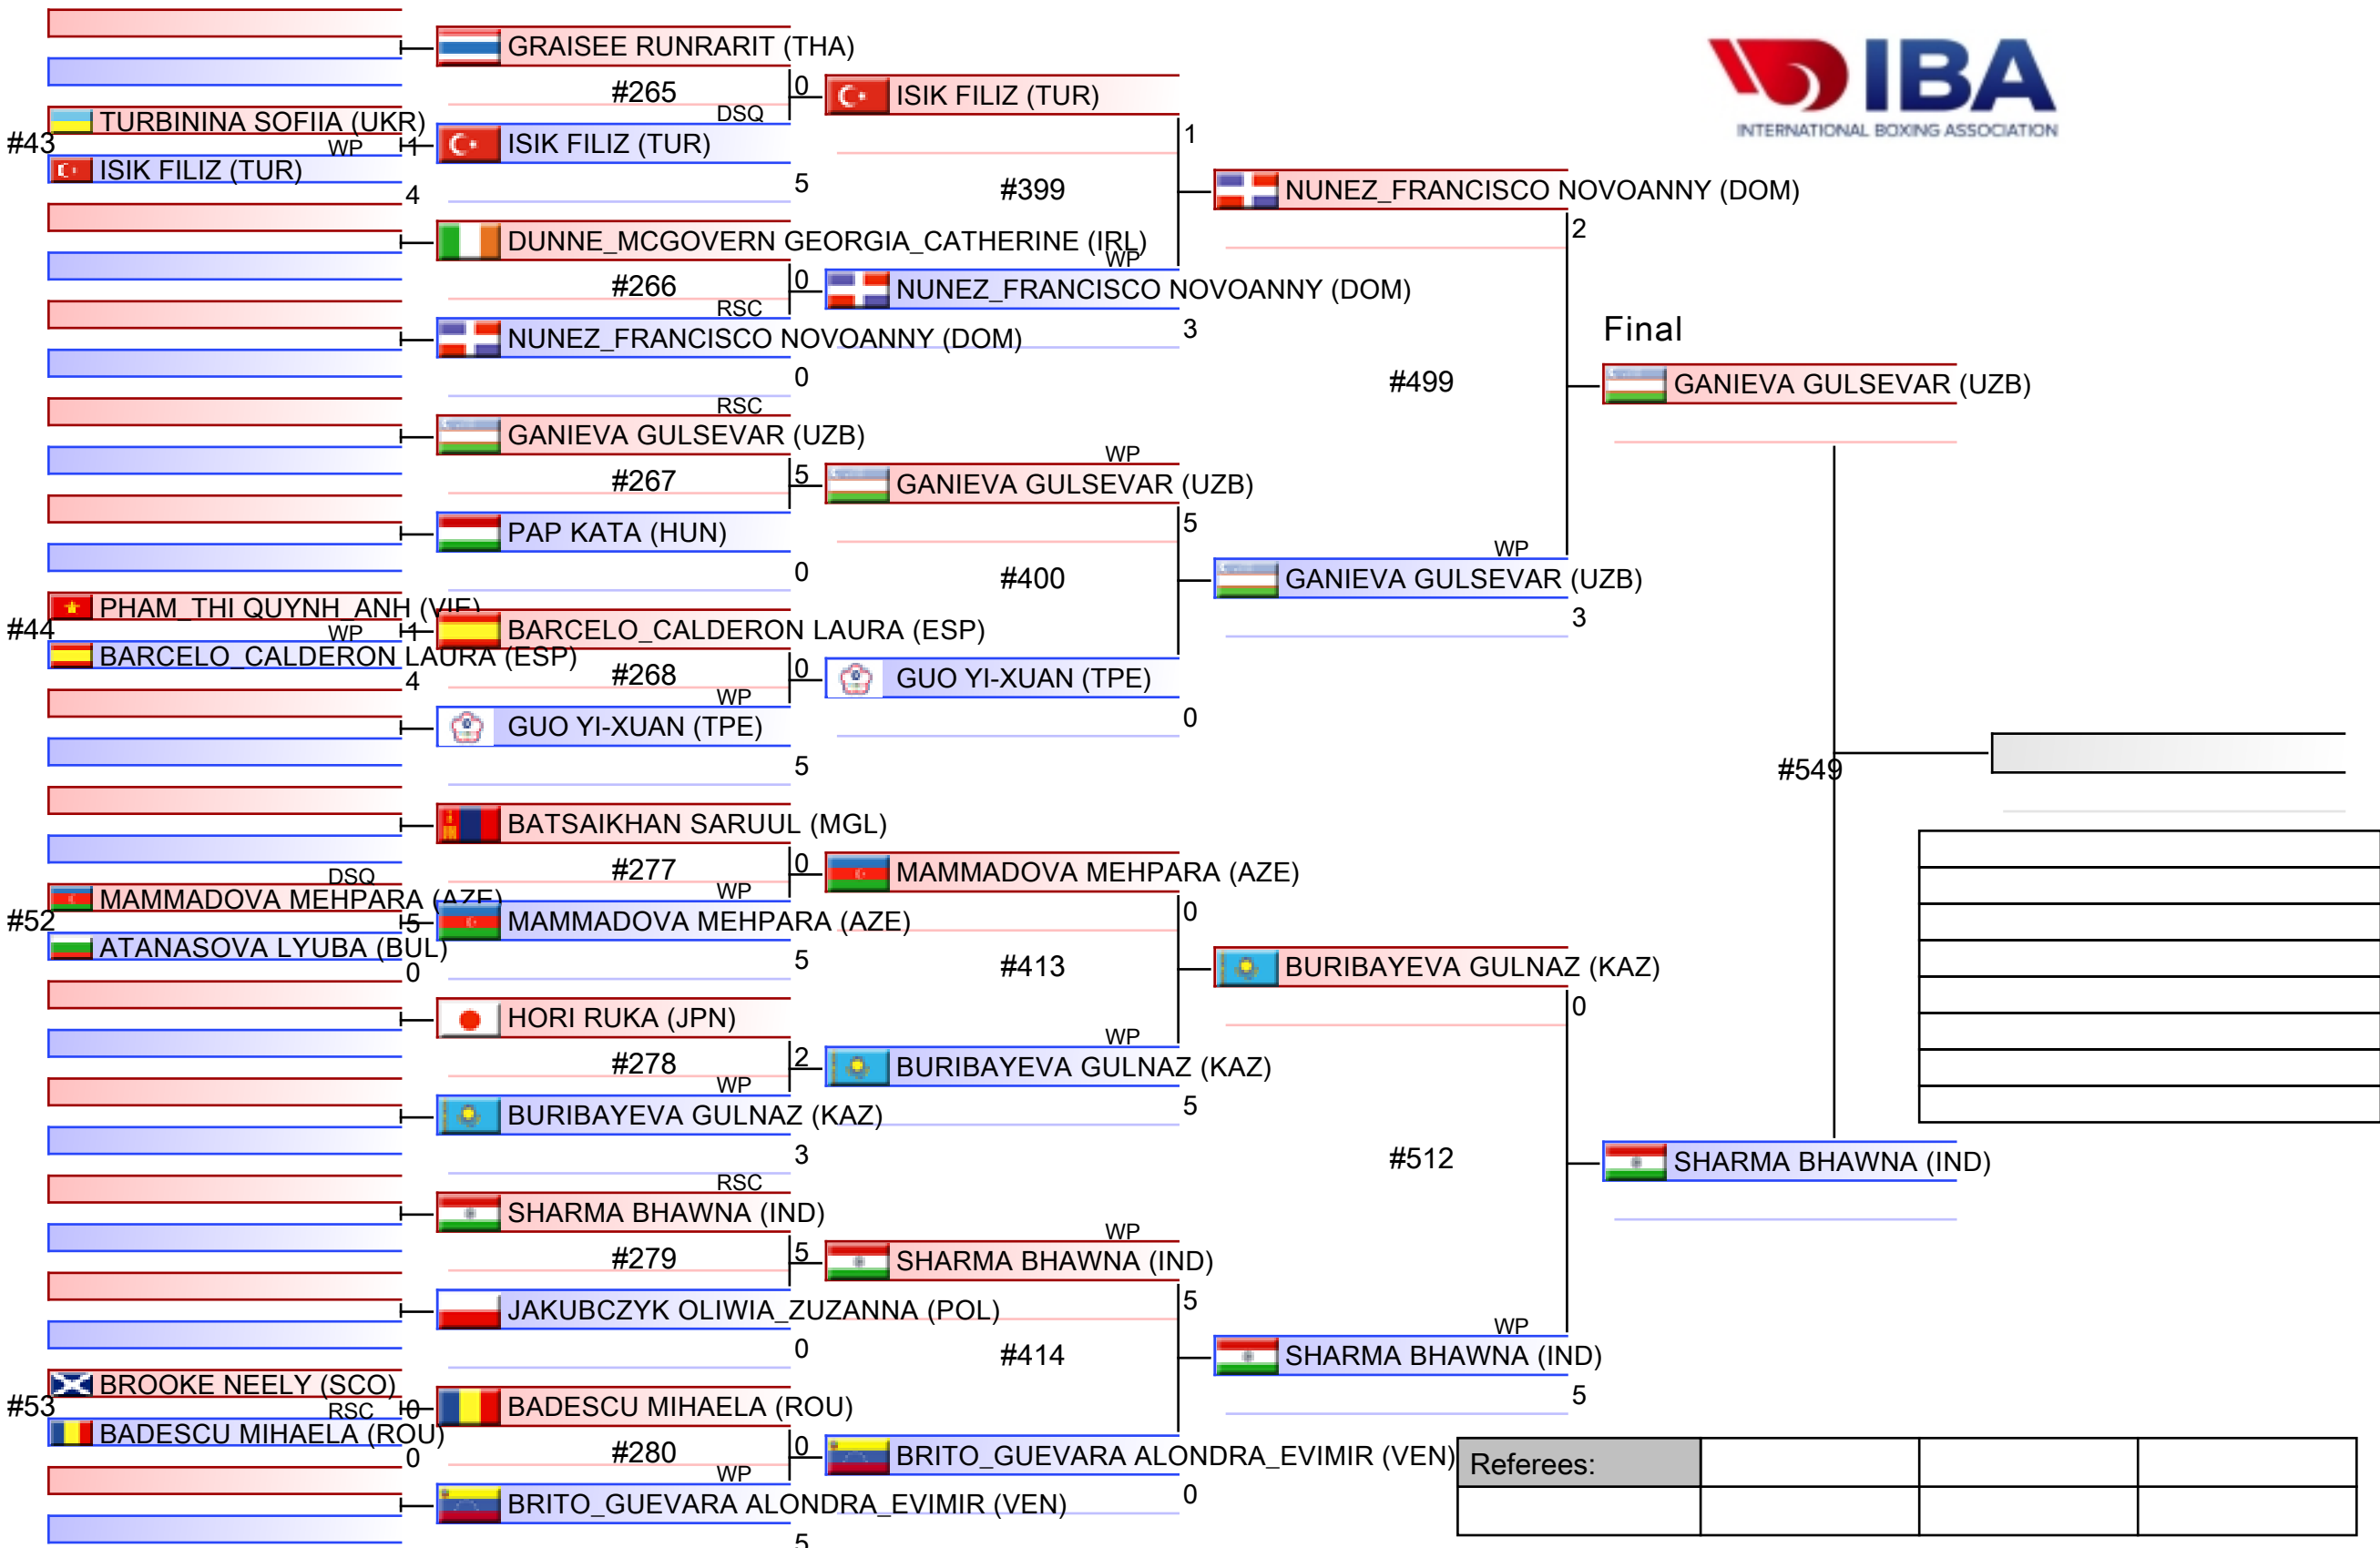 IBA
INTERNATIONAL BOXING ASSOCIATION
#43
TURBININA SOFIIA (UKR)
WP
1
ISIK FILIZ (TUR)
4
#44
PHAM_THI QUYNH_ANH (VIE)
WP
1
BARCELO_CALDERON LAURA (ESP)
4
#52
DSQ
MAMMADOVA MEHPARA (AZE)
5
ATANASOVA LYUBA (BUL)
0
#53
BROOKE NEELY (SCO)
RSC
0
BADESCU MIHAELA (ROU)
0
GRAISEE RUNRARIT (THA)
#265
0
DSQ
ISIK FILIZ (TUR)
5
DUNNE_MCGOVERN GEORGIA_CATHERINE (IRL)
#266
0
RSC
NUNEZ_FRANCISCO NOVOANNY (DOM)
0
RSC
GANIEVA GULSEVAR (UZB)
#267
5
PAP KATA (HUN)
0
BARCELO_CALDERON LAURA (ESP)
#268
0
WP
GUO YI-XUAN (TPE)
5
BATSAIKHAN SARUUL (MGL)
#277
0
WP
MAMMADOVA MEHPARA (AZE)
5
HORI RUKA (JPN)
#278
2
WP
BURIBAYEVA GULNAZ (KAZ)
3
RSC
SHARMA BHAWNA (IND)
#279
5
JAKUBCZYK OLIWIA_ZUZANNA (POL)
0
BADESCU MIHAELA (ROU)
#280
0
WP
BRITO_GUEVARA ALONDRA_EVIMIR (VEN)
5
ISIK FILIZ (TUR)
1
#399
WP
NUNEZ_FRANCISCO NOVOANNY (DOM)
3
WP
GANIEVA GULSEVAR (UZB)
5
#400
GUO YI-XUAN (TPE)
0
MAMMADOVA MEHPARA (AZE)
0
#413
WP
BURIBAYEVA GULNAZ (KAZ)
5
WP
SHARMA BHAWNA (IND)
5
#414
BRITO_GUEVARA ALONDRA_EVIMIR (VEN)
0
NUNEZ_FRANCISCO NOVOANNY (DOM)
2
#499
WP
GANIEVA GULSEVAR (UZB)
3
BURIBAYEVA GULNAZ (KAZ)
0
#512
WP
SHARMA BHAWNA (IND)
5
Final
GANIEVA GULSEVAR (UZB)
#549
SHARMA BHAWNA (IND)
Referees: